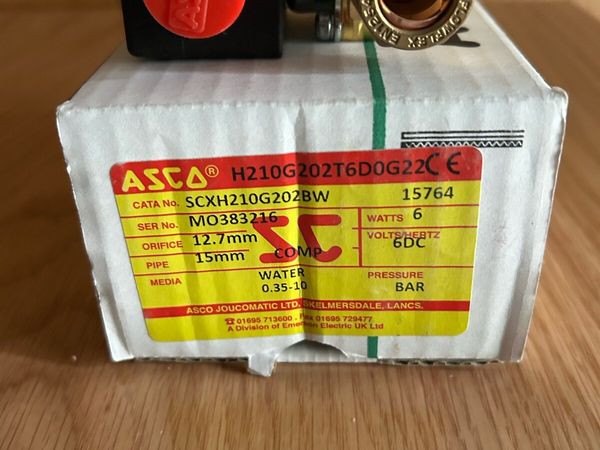 ASCO® H210G202T6D0G22 CE
CATA No. SCXH210G202BW 15764
SER No. MO383216 WATTS 6
ORIFICE 12.7mm VOLTS/HERTZ 6DC
PIPE 15mm COMP
MEDIA WATER PRESSURE
0.35-10 BAR
ASCO JOUCOMATIC LTD. SKELMERSDALE, LANCS.
☎01695 713600 . Fax 01695 729477
A Division of Emerson Electric UK Ltd